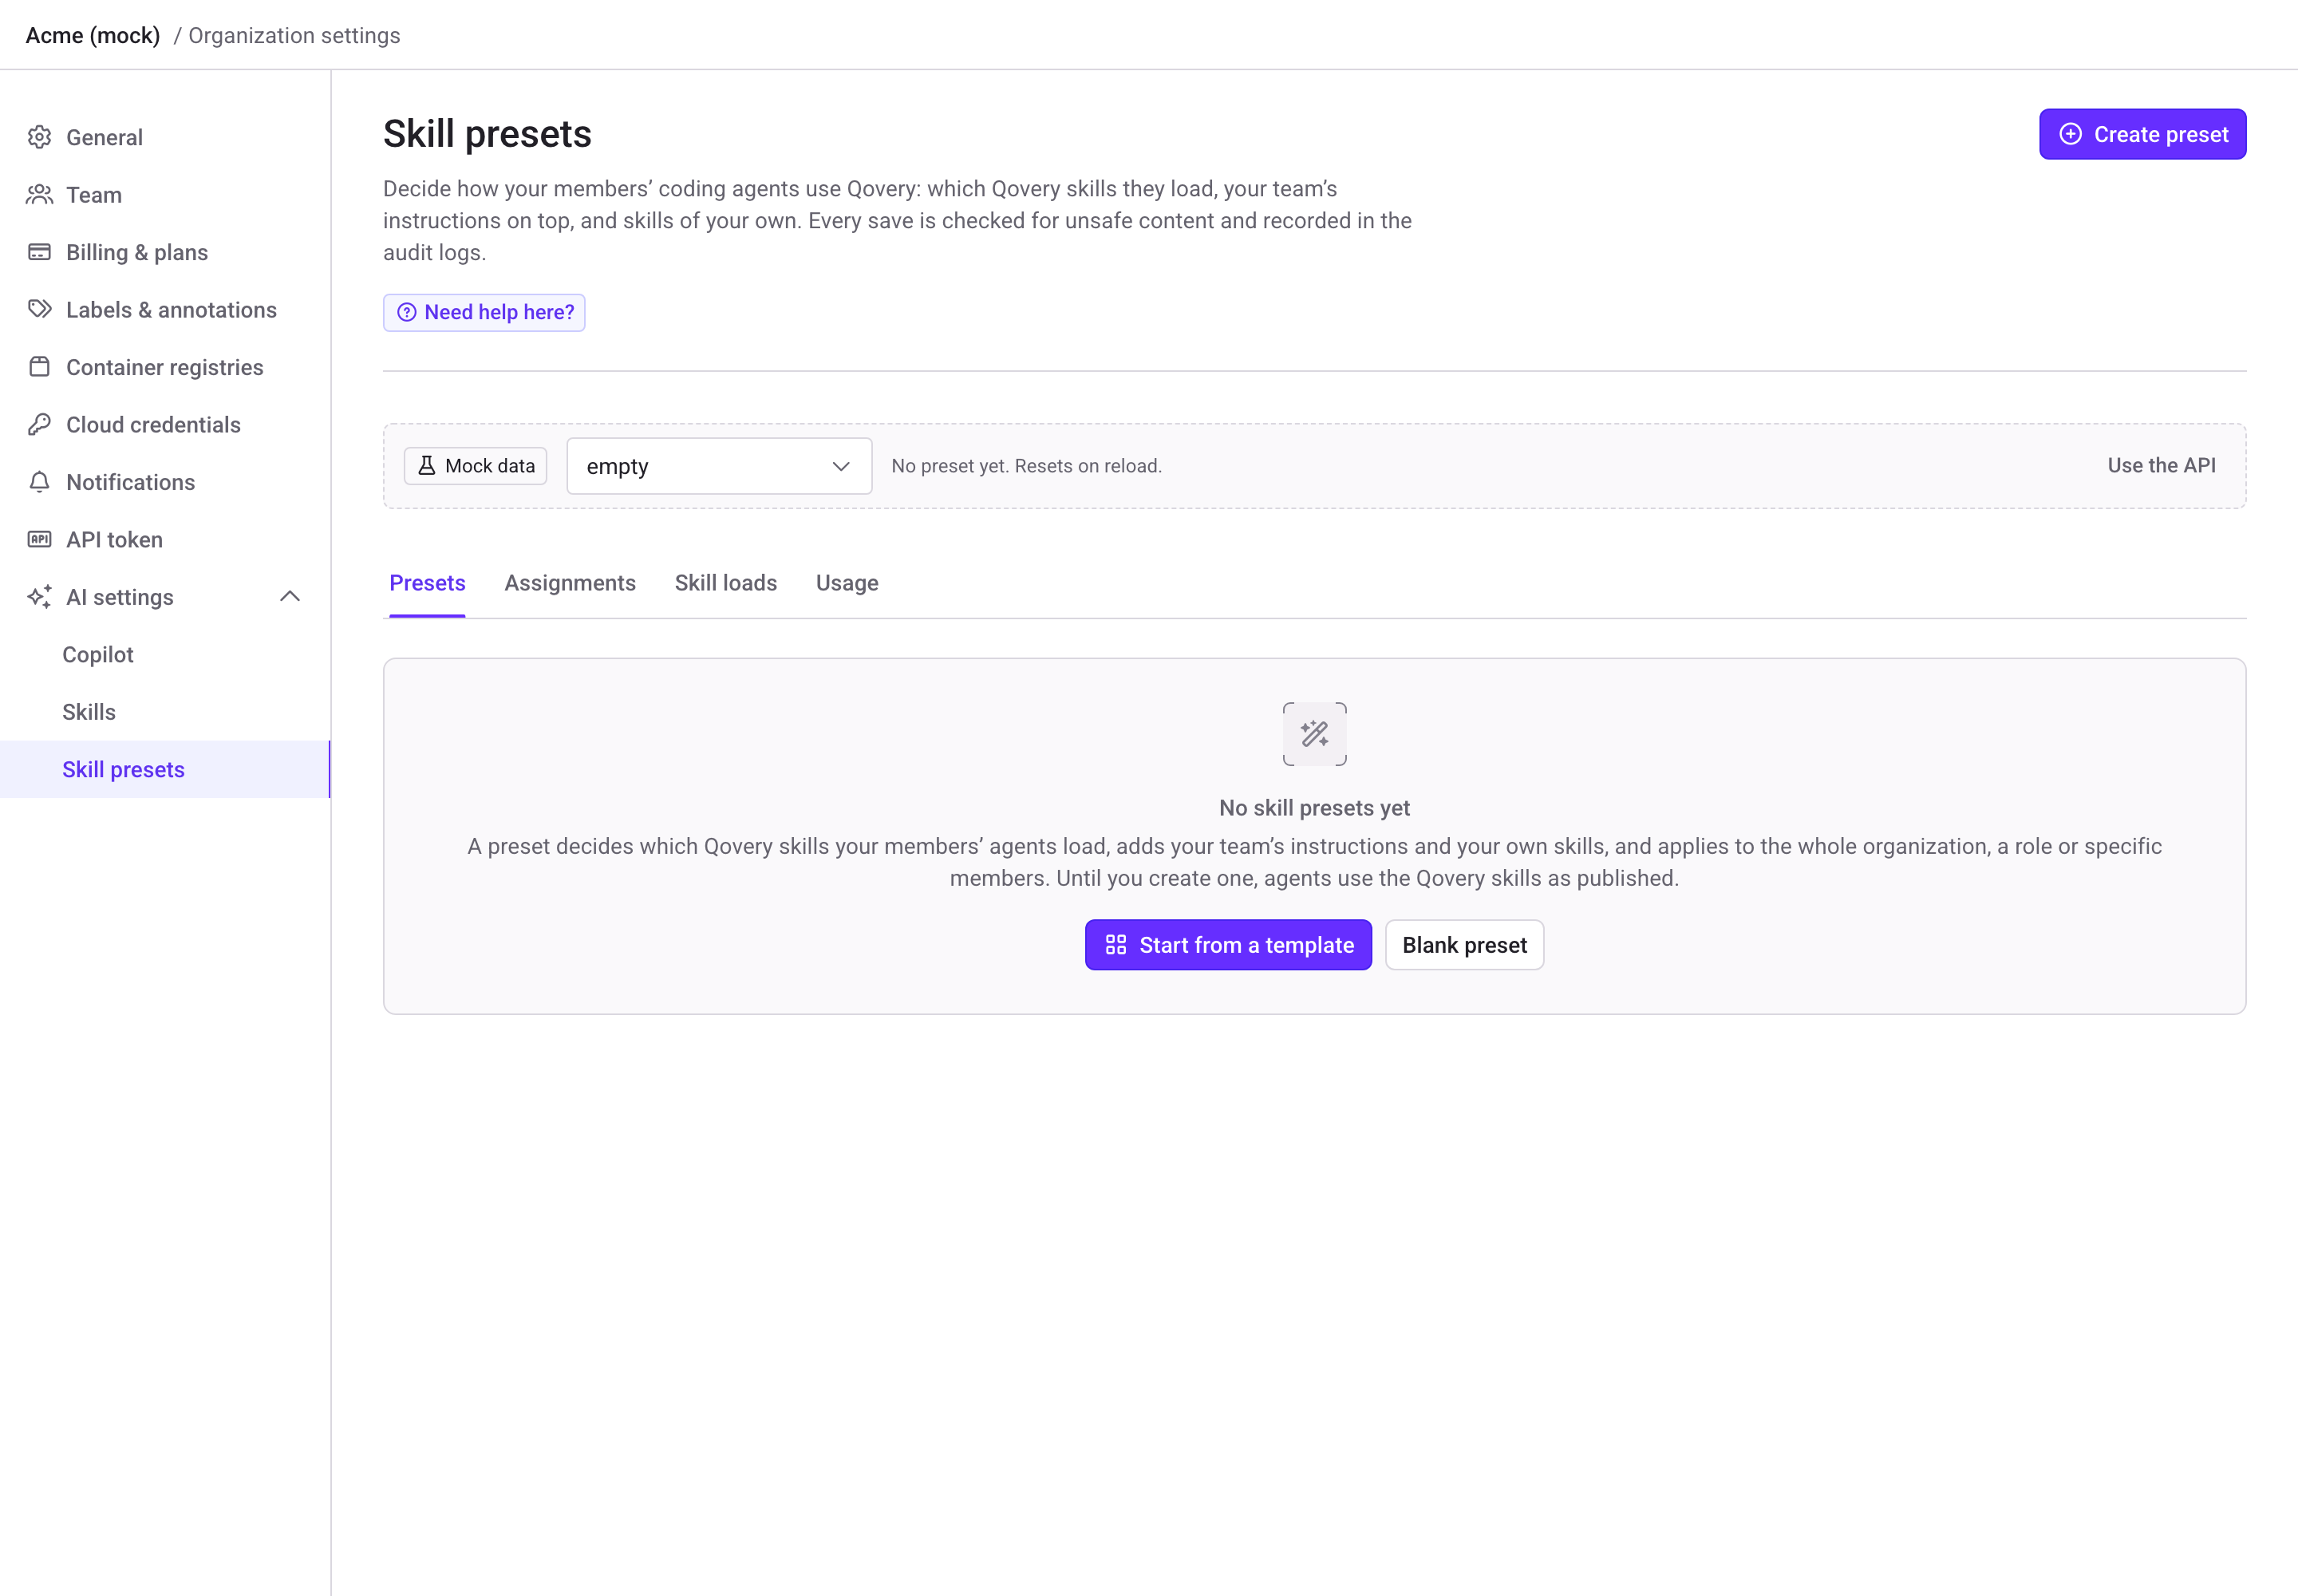 Acme (mock) / Organization settings
General
Team
Billing & plans
Labels & annotations
Container registries
Cloud credentials
Notifications
API API token
AI settings
Copilot
Skills
Skill presets
Skill presets
Create preset
Decide how your members’ coding agents use Qovery: which Qovery skills they load, your team’s
instructions on top, and skills of your own. Every save is checked for unsafe content and recorded in the
audit logs.
Need help here?
Mock data
empty
No preset yet. Resets on reload.
Use the API
Presets Assignments Skill loads Usage
No skill presets yet
A preset decides which Qovery skills your members’ agents load, adds your team’s instructions and your own skills, and applies to the whole organization, a role or specific
members. Until you create one, agents use the Qovery skills as published.
Start from a template
Blank preset